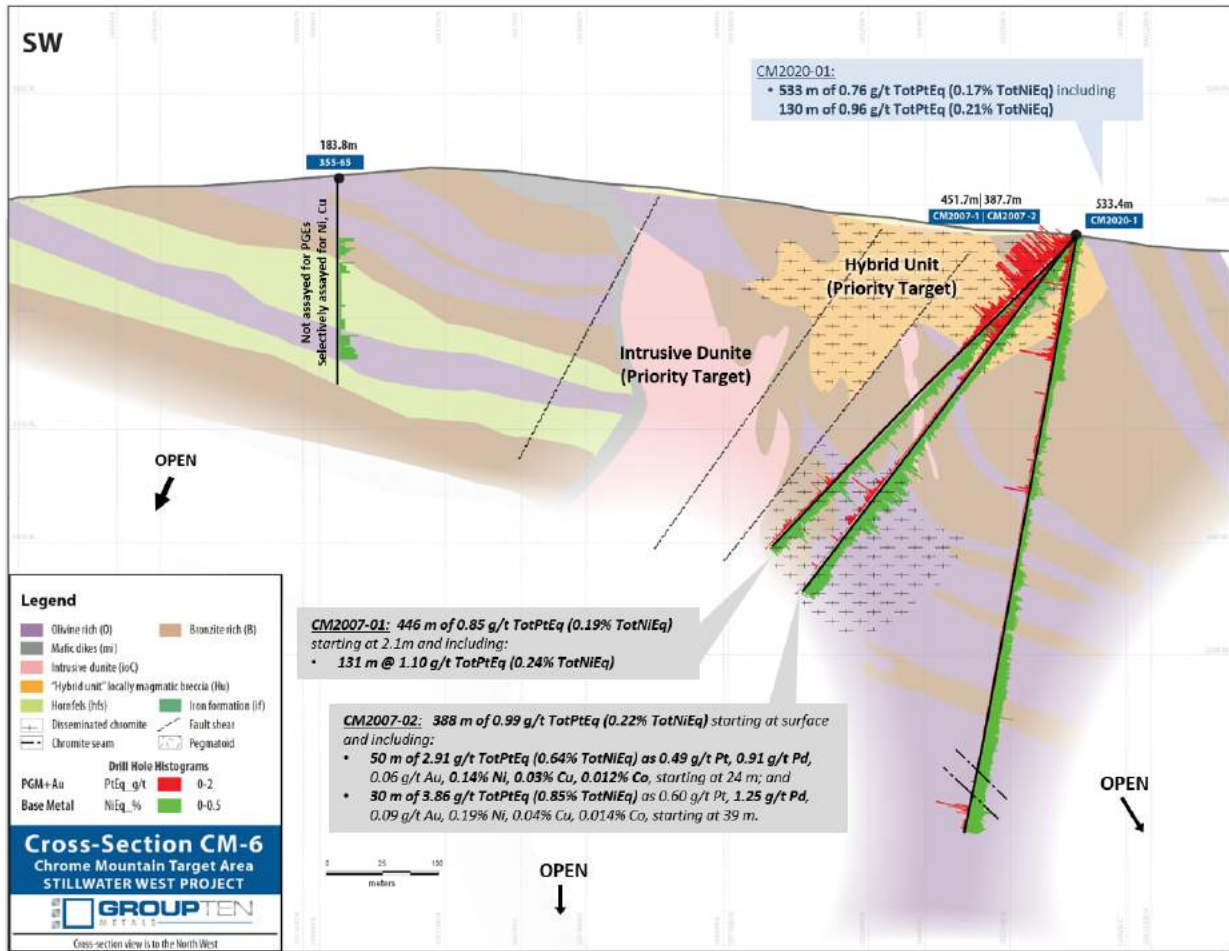 SW
CM2020-01:
• 533 m of 0.76 g/t TotPtEq (0.17% TotNiEq) including
130 m of 0.96 g/t TotPtEq (0.21% TotNiEq)
183.8m
355-65
451.7m| 387.7m
CM2007-1 | CM2007 -2
533.4m
CM2020-1
Not assayed for PGEs
Selectively assayed for Ni, Cu
Hybrid Unit
(Priority Target)
Intrusive Dunite
(Priority Target)
OPEN
Legend
Olivine rich (O)
Bronzite rich (B)
Mafic dikes (mi)
Intrusive dunite (ioC)
"Hybrid unit" locally magmatic breccia (Hu)
Hornfels (hfs)
Iron formation (if)
Disseminated chromite
Fault shear
Chromite seam
Pegmatoid
Drill Hole Histograms
PGM+Au PtEq_g/t 0-2
Base Metal NiEq_% 0-0.5
Cross-Section CM-6
Chrome Mountain Target Area
STILLWATER WEST PROJECT
GROUPTEN
METALS
Cross-section view is to the North West
CM2007-01: 446 m of 0.85 g/t TotPtEq (0.19% TotNiEq)
starting at 2.1m and including:
• 131 m @ 1.10 g/t TotPtEq (0.24% TotNiEq)
CM2007-02: 388 m of 0.99 g/t TotPtEq (0.22% TotNiEq) starting at surface
and including:
• 50 m of 2.91 g/t TotPtEq (0.64% TotNiEq) as 0.49 g/t Pt, 0.91 g/t Pd,
0.06 g/t Au, 0.14% Ni, 0.03% Cu, 0.012% Co, starting at 24 m; and
• 30 m of 3.86 g/t TotPtEq (0.85% TotNiEq) as 0.60 g/t Pt, 1.25 g/t Pd,
0.09 g/t Au, 0.19% Ni, 0.04% Cu, 0.014% Co, starting at 39 m.
0 25 100
meters
OPEN
OPEN